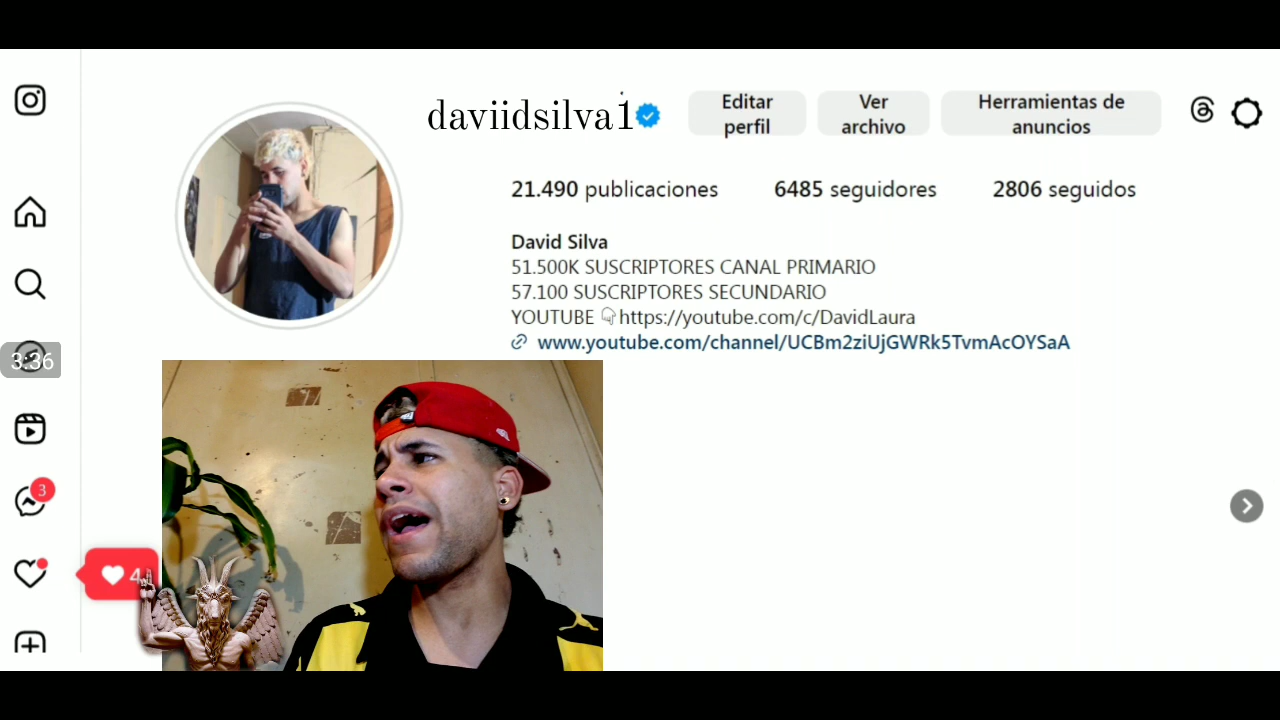 daviidsilva1
Editar perfil
Ver archivo
Herramientas de anuncios
21.490 publicaciones
6485 seguidores
2806 seguidos
David Silva
51.500K SUSCRIPTORES CANAL PRIMARIO
57.100 SUSCRIPTORES SECUNDARIO
YOUTUBE 👇https://youtube.com/c/DavidLaura
www.youtube.com/channel/UCBm2ziUjGWRk5TvmAcOYSaA
3:36
3
4